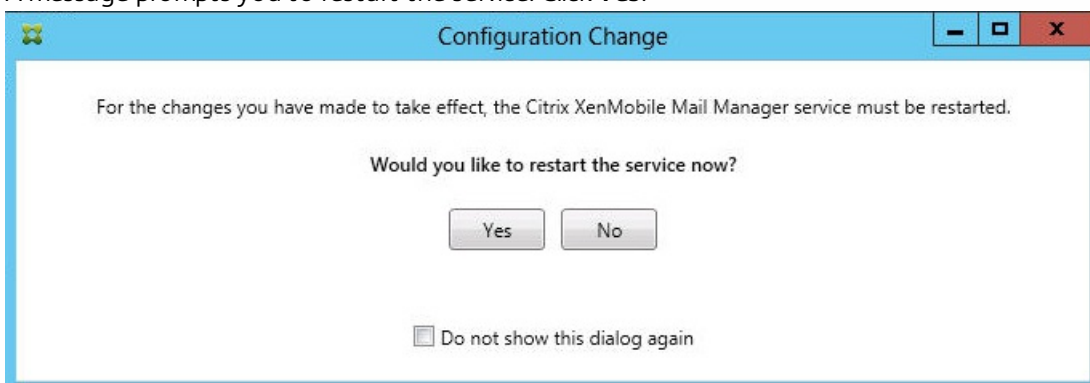 A message prompts you to restart the service. Click Yes.
Configuration Change
For the changes you have made to take effect, the Citrix XenMobile Mail Manager service must be restarted.
Would you like to restart the service now?
Yes No
Do not show this dialog again